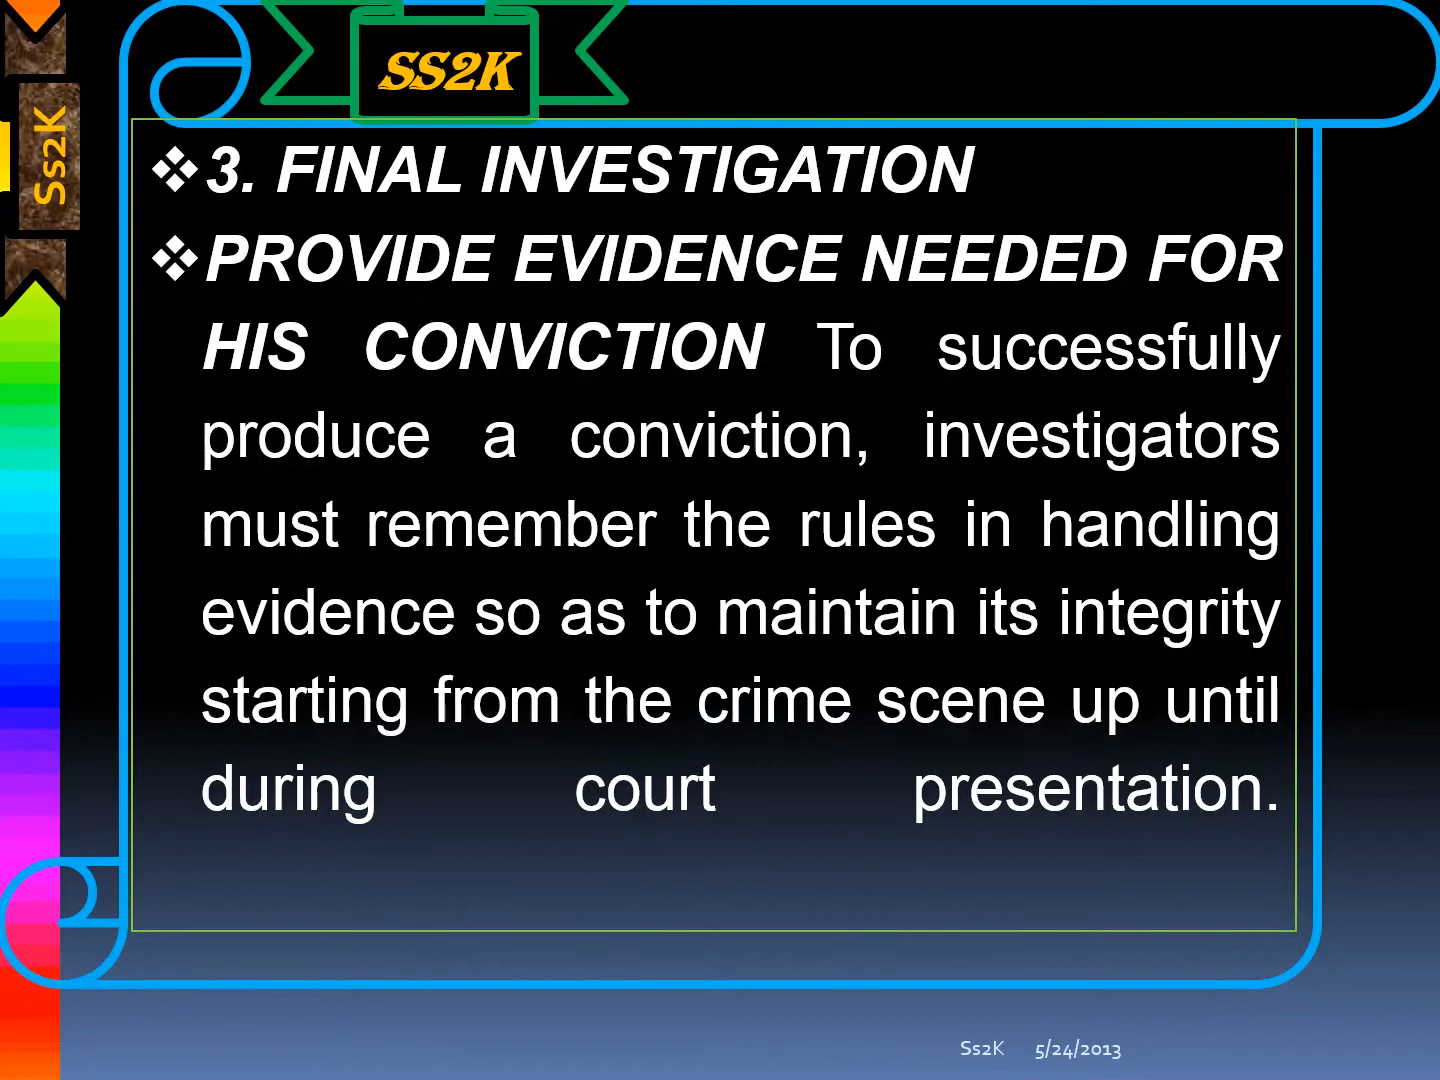 SS2K
Ss2K
❖3. FINAL INVESTIGATION
❖PROVIDE EVIDENCE NEEDED FOR
HIS CONVICTION To successfully
produce a conviction, investigators
must remember the rules in handling
evidence so as to maintain its integrity
starting from the crime scene up until
during court presentation.
Ss2K 5/24/2013